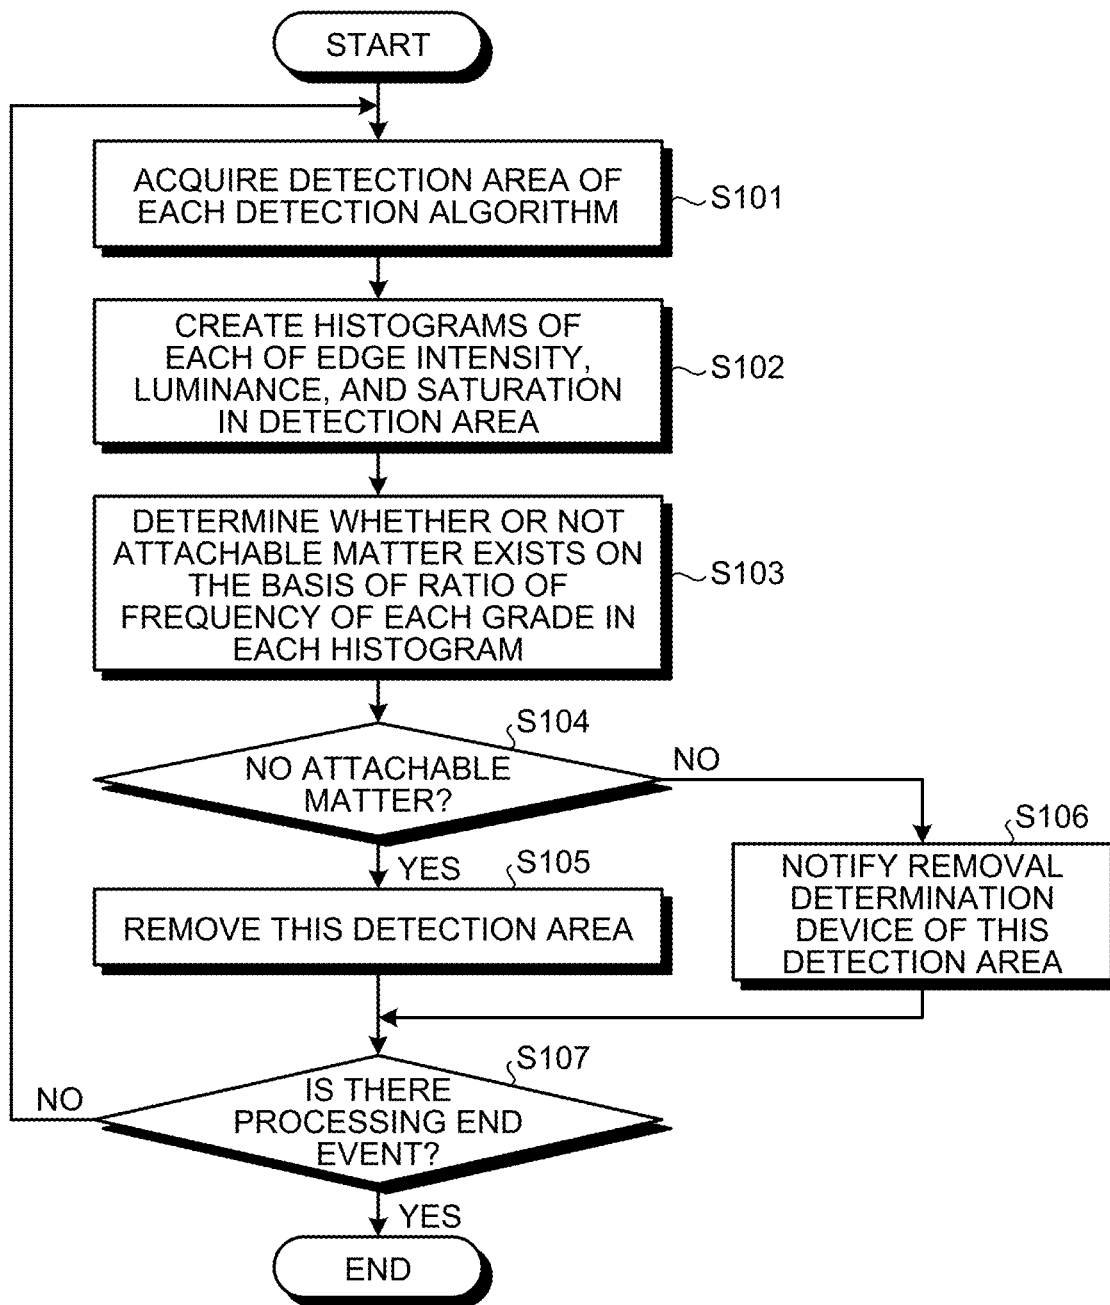 START
ACQUIRE DETECTION AREA OF
EACH DETECTION ALGORITHM
S101
CREATE HISTOGRAMS OF
EACH OF EDGE INTENSITY,
LUMINANCE, AND SATURATION
IN DETECTION AREA
S102
DETERMINE WHETHER OR NOT
ATTACHABLE MATTER EXISTS ON
THE BASIS OF RATIO OF
FREQUENCY OF EACH GRADE IN
EACH HISTOGRAM
S103
S104
NO ATTACHABLE
MATTER?
NO
YES
S105
REMOVE THIS DETECTION AREA
S106
NOTIFY REMOVAL
DETERMINATION
DEVICE OF THIS
DETECTION AREA
S107
IS THERE
PROCESSING END
EVENT?
NO
YES
END